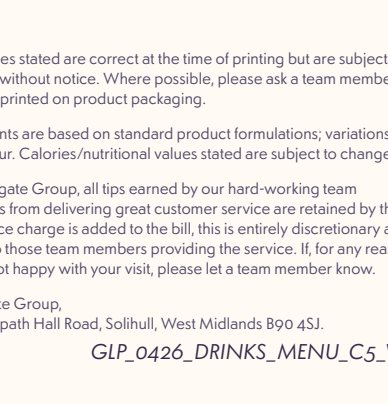 es stated are correct at the time of printing but are subject
without notice. Where possible, please ask a team membe
printed on product packaging.
nts are based on standard product formulations; variations
ur. Calories/nutritional values stated are subject to change
gate Group, all tips earned by our hard-working team
s from delivering great customer service are retained by th
ce charge is added to the bill, this is entirely discretionary a
o those team members providing the service. If, for any rea
ot happy with your visit, please let a team member know.
te Group,
path Hall Road, Solihull, West Midlands B90 4SJ.
GLP_0426_DRINKS_MENU_C5_